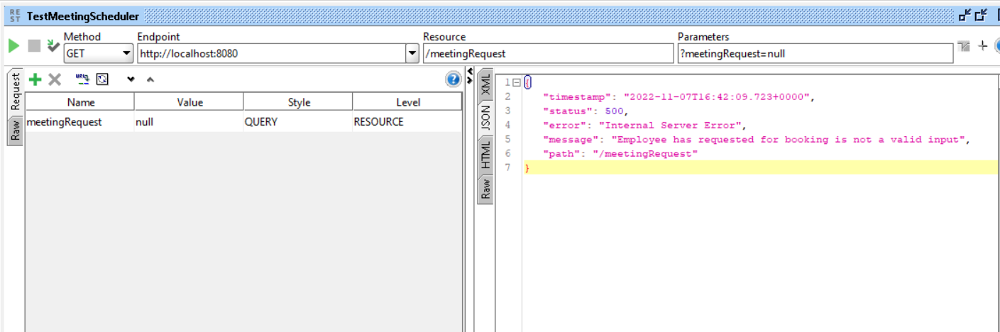 REST TestMeetingScheduler
Method Endpoint Resource Parameters
GET http://localhost:8080 /meetingRequest ?meetingRequest=null
Request
Raw
Name Value Style Level
meetingRequest null QUERY RESOURCE
XML
JSON
HTML
Raw
1 {
2 "timestamp": "2022-11-07T16:42:09.723+0000",
3 "status": 500,
4 "error": "Internal Server Error",
5 "message": "Employee has requested for booking is not a valid input",
6 "path": "/meetingRequest"
7 }